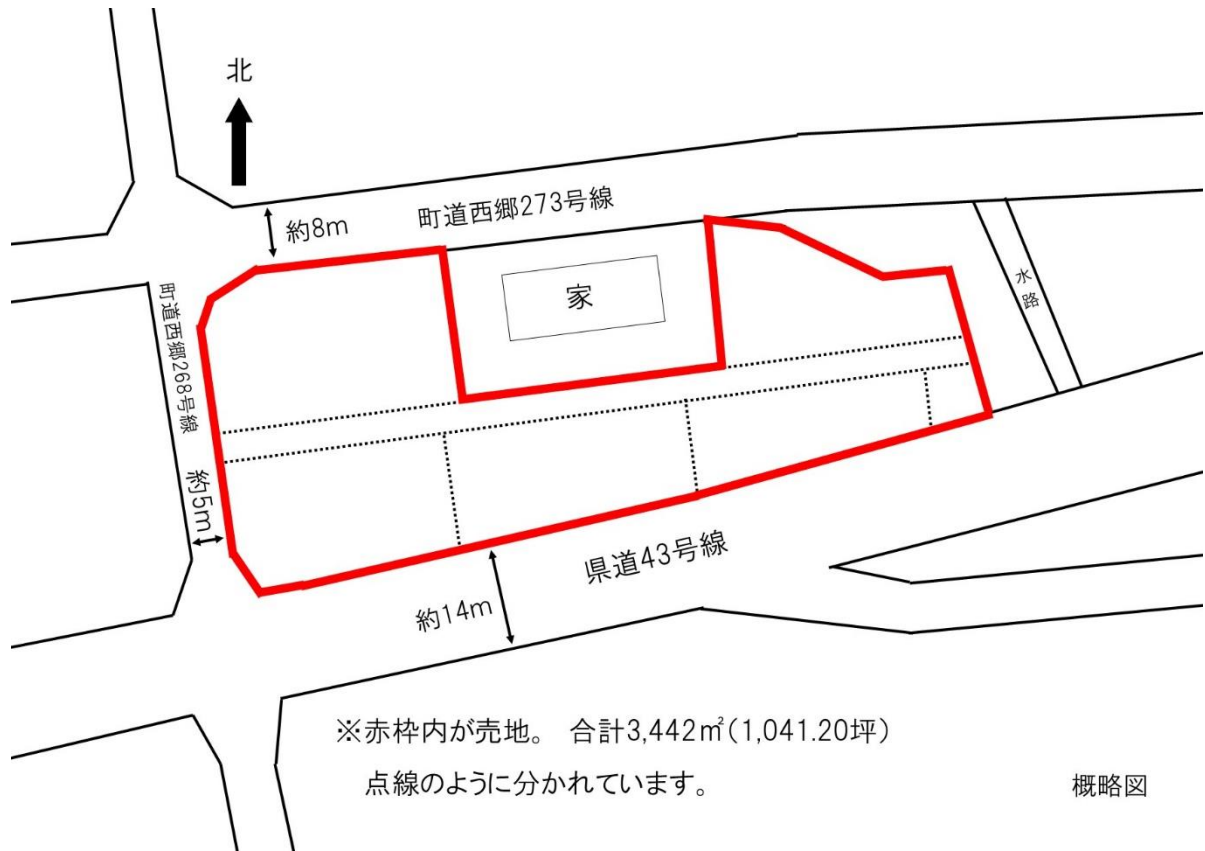 北
町道西郷273号線
約8m
家
水路
町道西郷268号線
約5m
県道43号線
約14m
※赤枠内が売地。 合計3,442㎡(1,041.20坪)
点線のように分かれています。
概略図